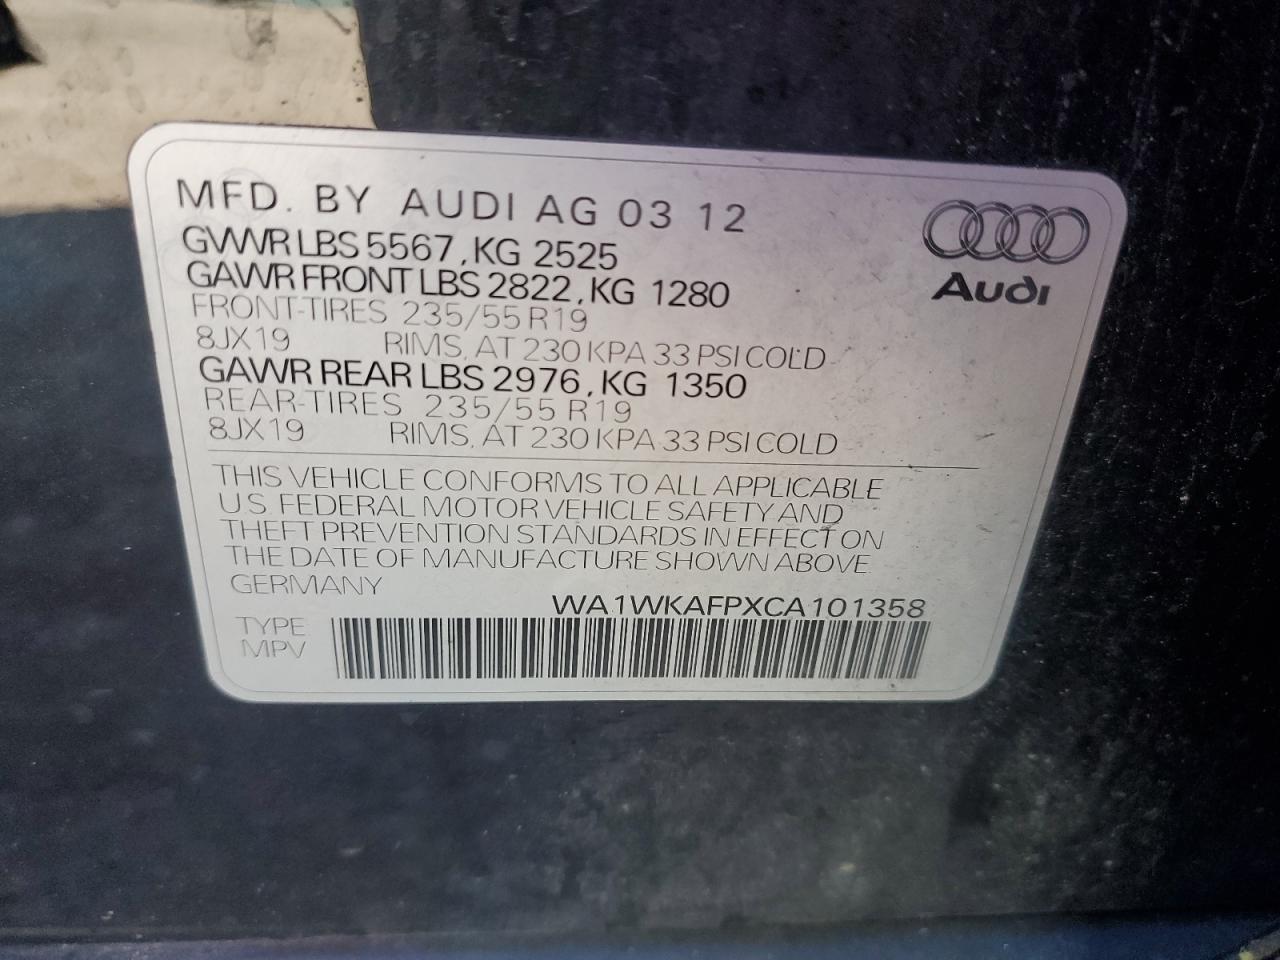 MFD. BY AUDI AG 03 12
GVWR LBS 5567, KG 2525
GAWR FRONT LBS 2822, KG 1280
FRONT-TIRES 235/55 R19
8JX19 RIMS, AT 230 KPA 33 PSI COLD
GAWR REAR LBS 2976, KG 1350
REAR-TIRES 235/55 R19
8JX19 RIMS, AT 230 KPA 33 PSI COLD
Audi
THIS VEHICLE CONFORMS TO ALL APPLICABLE
U.S. FEDERAL MOTOR VEHICLE SAFETY AND
THEFT PREVENTION STANDARDS IN EFFECT ON
THE DATE OF MANUFACTURE SHOWN ABOVE
GERMANY
WA1WKAFPXCA101358
TYPE
MPV